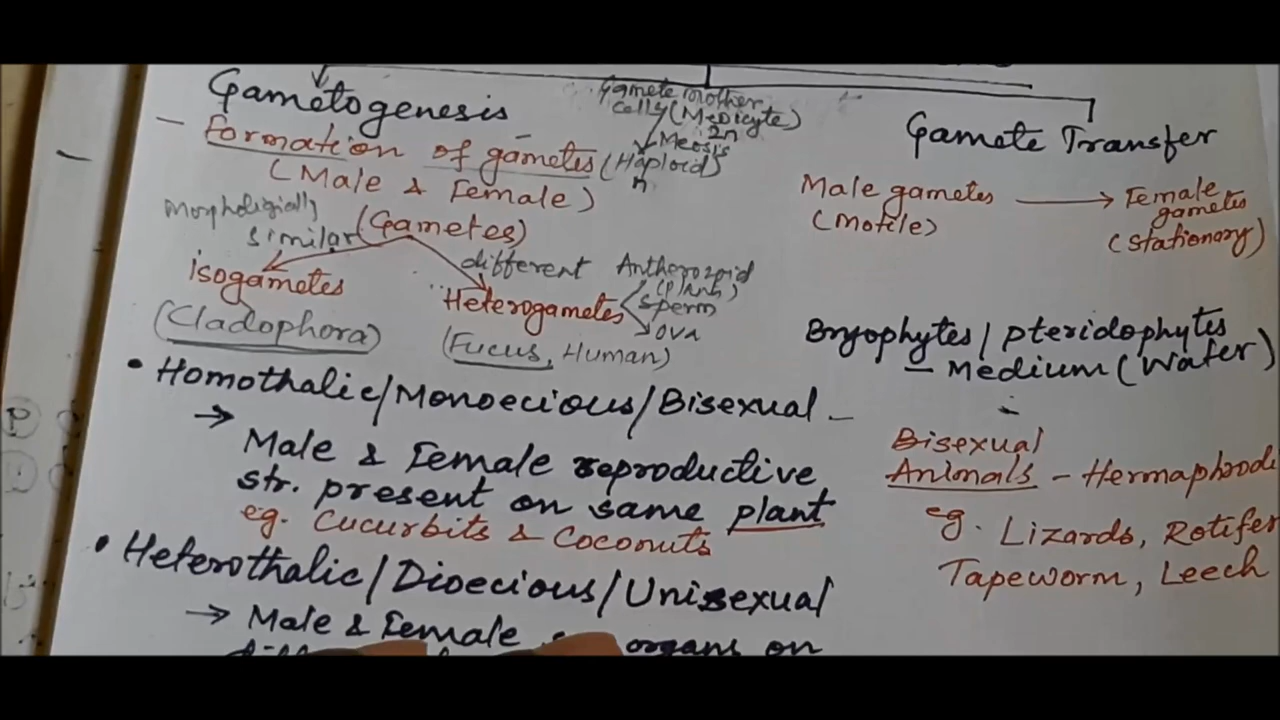 Gametogenesis
Gamete mother
cells (Meiocyte)
2n
Meosis
(Haploid)
n
- Formation of gametes
(Male & Female)
Morphologically
similar
(Gametes)
isogametes
(Cladophora)
different
Heterogametes
Antherozoid
(Plants)
sperm
ova
(Fucus, Human)
• Homothalic/Monoecious/Bisexual -
→ Male & Female reproductive
str. present on same plant
eg. Cucurbits & Coconuts
• Heterothalic/Dioecious/Unisexual
→ Male & Female
organs on
Gamete Transfer
Male gametes → Female
gametes
(Motile)
(Stationary)
Bryophytes/pteridophytes
- Medium (Water)
Bisexual
Animals - Hermaphrodi
eg. Lizards, Rotifer
Tapeworm, Leech